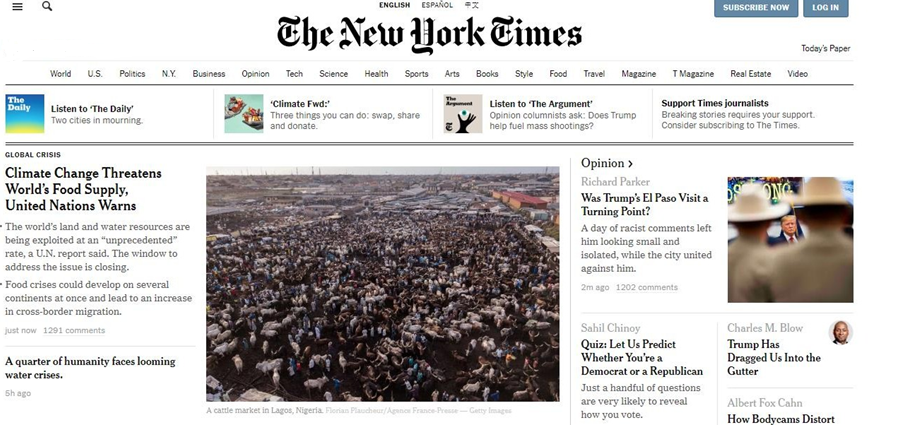 ENGLISH ESPAÑOL 中文
SUBSCRIBE NOW LOG IN
The New York Times
Today's Paper
World U.S. Politics N.Y. Business Opinion Tech Science Health Sports Arts Books Style Food Travel Magazine T Magazine Real Estate Video
The
Daily
Listen to 'The Daily'
Two cities in mourning.
'Climate Fwd:'
Three things you can do: swap, share
and donate.
The
Argument
Listen to 'The Argument'
Opinion columnists ask: Does Trump
help fuel mass shootings?
Support Times journalists
Breaking stories requires your support.
Consider subscribing to The Times.
GLOBAL CRISIS
Climate Change Threatens
World's Food Supply,
United Nations Warns
• The world's land and water resources are
being exploited at an “unprecedented”
rate, a U.N. report said. The window to
address the issue is closing.
• Food crises could develop on several
continents at once and lead to an increase
in cross-border migration.
just now 1291 comments
A quarter of humanity faces looming
water crises.
5h ago
A cattle market in Lagos, Nigeria. Florian Plaucheur/Agence France-Presse — Getty Images
Opinion ›
Richard Parker
Was Trump's El Paso Visit a
Turning Point?
A day of racist comments left
him looking small and
isolated, while the city united
against him.
2m ago 1202 comments
Sahil Chinoy
Quiz: Let Us Predict
Whether You're a
Democrat or a Republican
Just a handful of questions
are very likely to reveal
how you vote.
Charles M. Blow
Trump Has
Dragged Us Into the
Gutter
Albert Fox Cahn
How Bodycams Distort